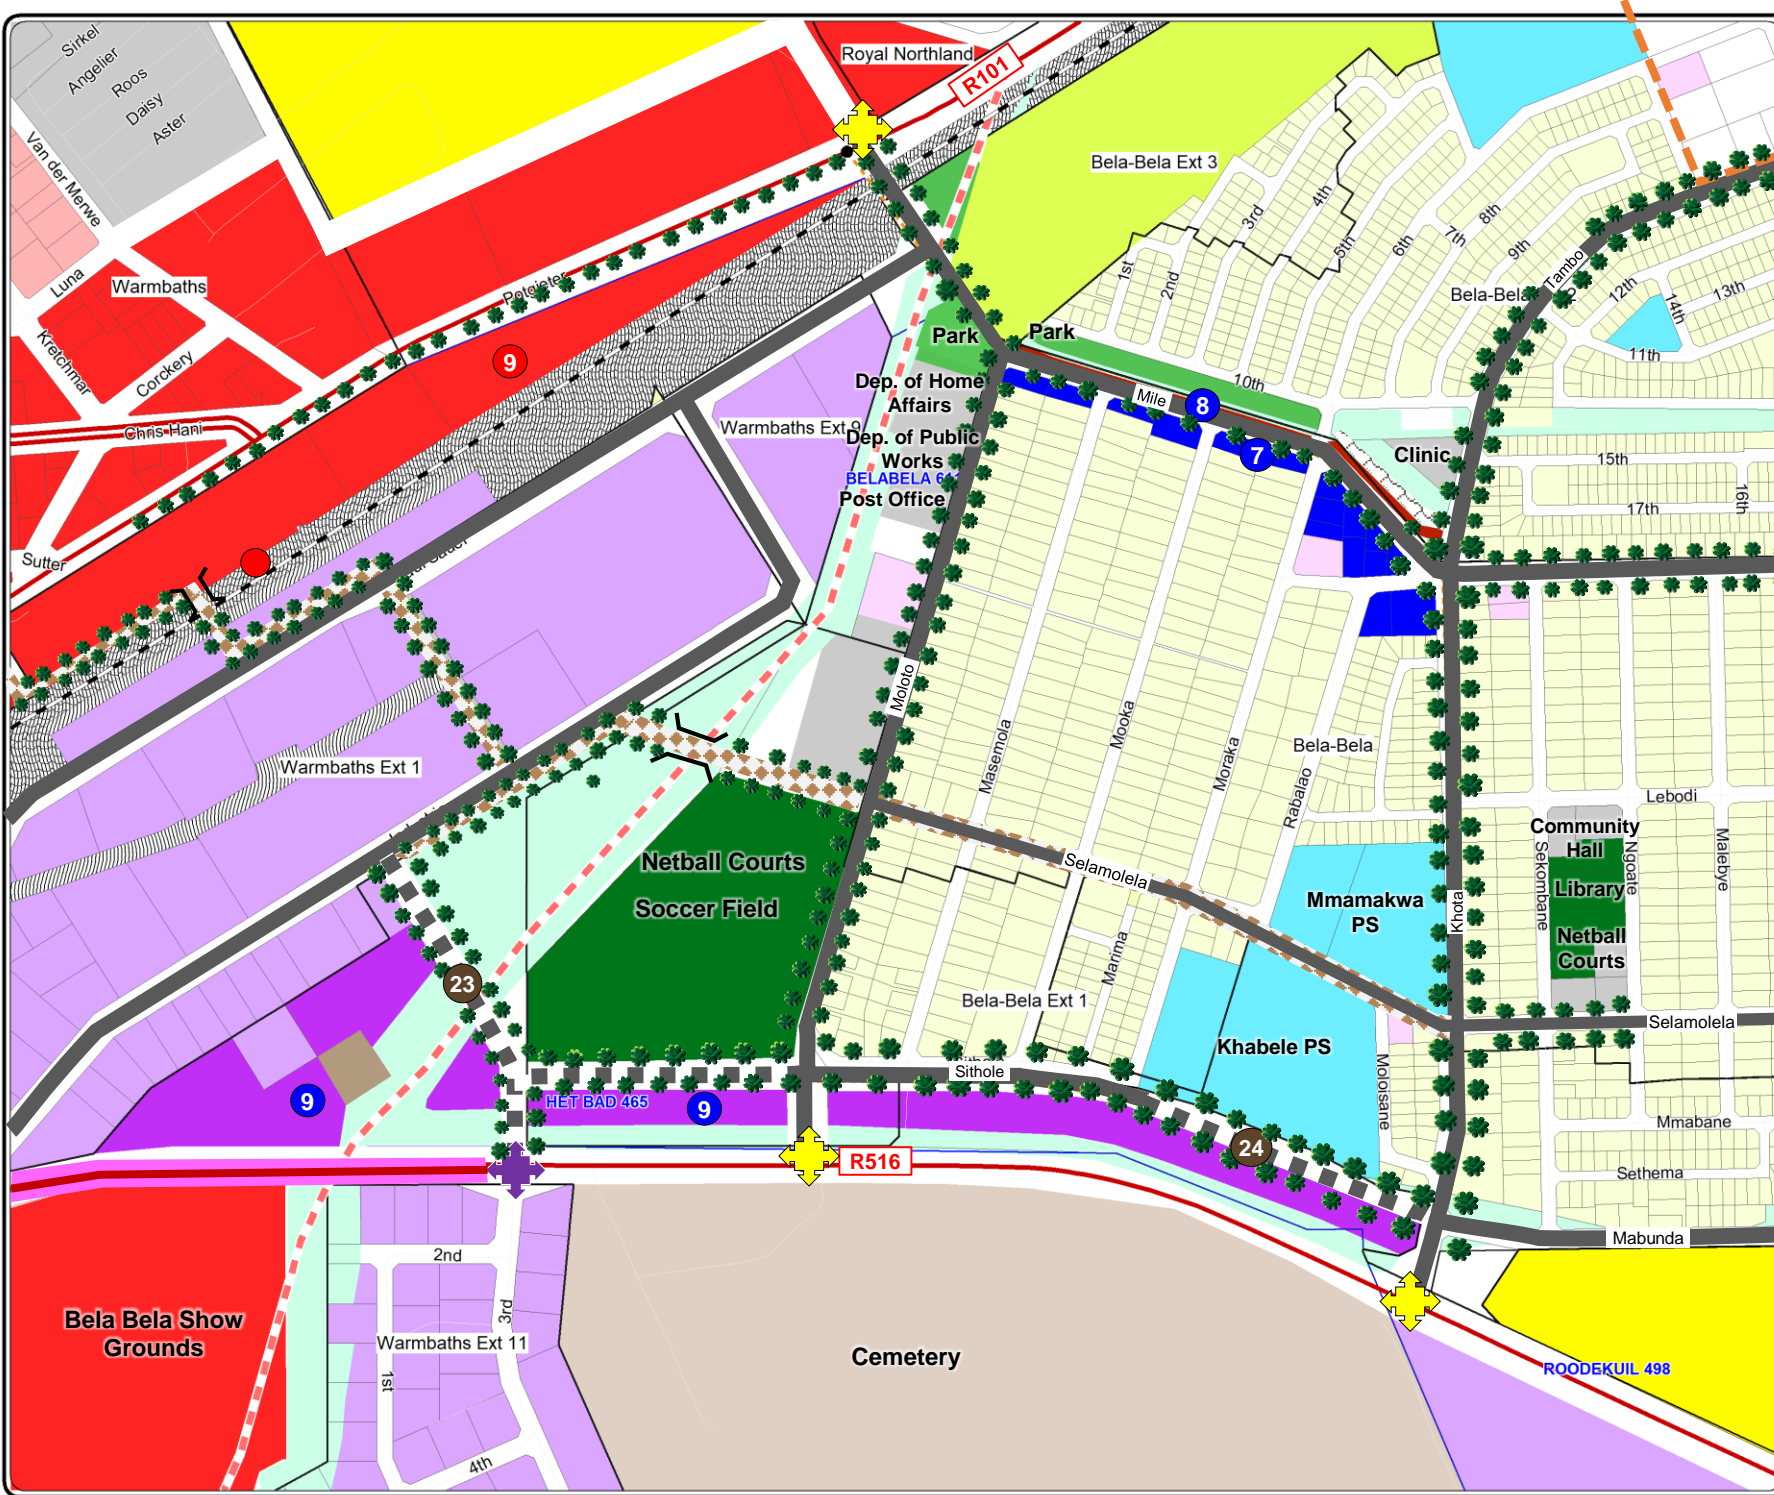 Sirkel
Angelier
Roos
Daisy
Aster
Van der Merwe
Royal Northland
R101
Bela-Bela Ext 3
Luna
Warmbaths
Potgieter
Kretchmar
Corckery
Chris Hani
9
Sutter
1st
2nd
3rd
4th
5th
6th
7th
8th
9th
Tambo
Bela-Bela
12th
14th
13th
11th
10th
Park
Park
Dep. of Home
Affairs
Mile
8
7
Warmbaths Ext 9
Dep. of Public
Works
BELABELA 61
Post Office
Clinic
15th
16th
17th
Moloto
Masemola
Mooka
Moraka
Rabalao
Bela-Bela
Warmbaths Ext 1
Lebodi
Community
Hall
Library
Netball
Courts
Sekombane
Ngoate
Malebye
Netball Courts
Soccer Field
Selamolela
Mmamakwa
PS
Khota
Marima
Bela-Bela Ext 1
23
Khabele PS
Selamolela
Sithole
Sithole
Moloisane
9
HET BAD 465
9
Mmabane
24
R516
Sethema
Mabunda
2nd
3rd
Bela Bela Show
Grounds
Warmbaths Ext 11
1st
4th
Cemetery
ROODEKUIL 498